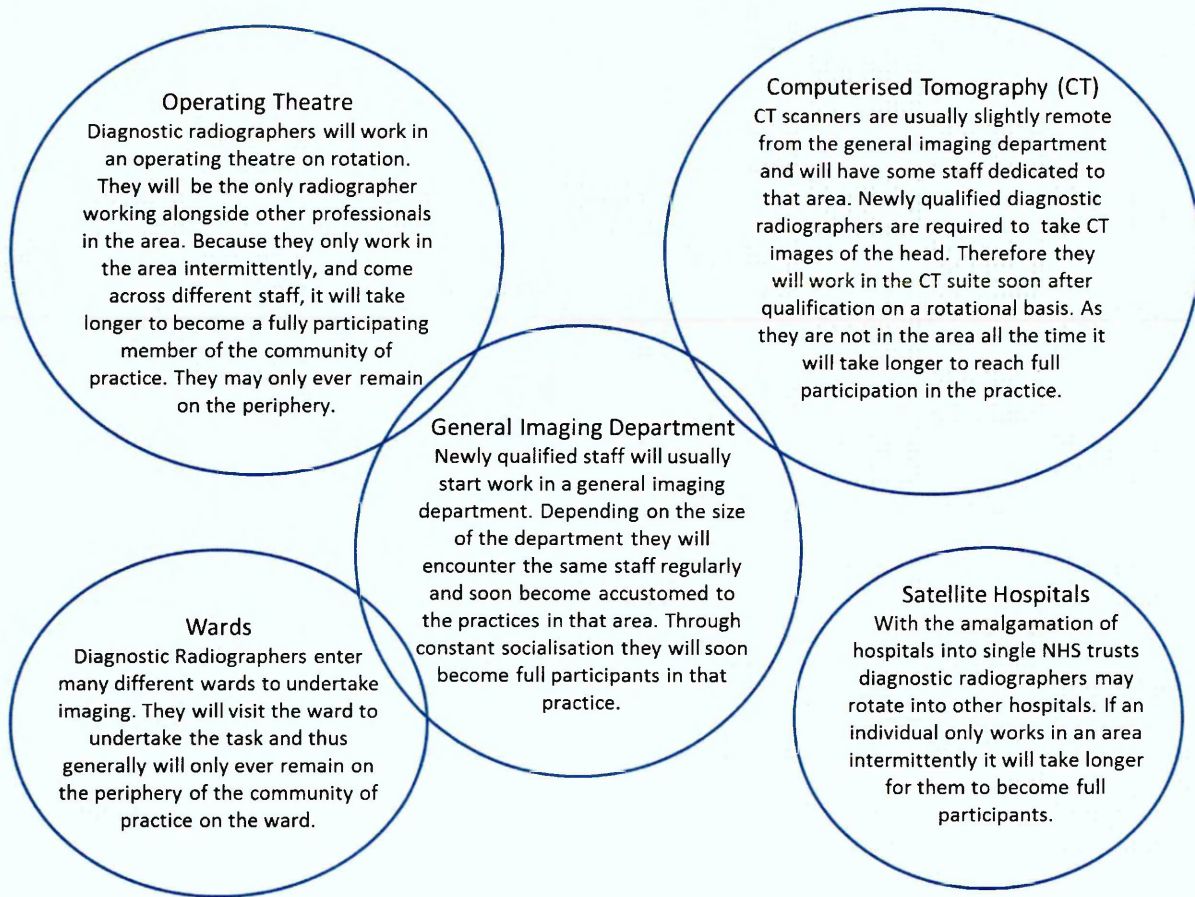 Operating Theatre
Diagnostic radiographers will work in
an operating theatre on rotation.
They will be the only radiographer
working alongside other professionals
in the area. Because they only work in
the area intermittently, and come
across different staff, it will take
longer to become a fully participating
member of the community of
practice. They may only ever remain
on the periphery.
Computerised Tomography (CT)
CT scanners are usually slightly remote
from the general imaging department
and will have some staff dedicated to
that area. Newly qualified diagnostic
radiographers are required to take CT
images of the head. Therefore they
will work in the CT suite soon after
qualification on a rotational basis. As
they are not in the area all the time it
will take longer to reach full
participation in the practice.
General Imaging Department
Newly qualified staff will usually
start work in a general imaging
department. Depending on the size
of the department they will
encounter the same staff regularly
and soon become accustomed to
the practices in that area. Through
constant socialisation they will soon
become full participants in that
practice.
Wards
Diagnostic Radiographers enter
many different wards to undertake
imaging. They will visit the ward to
undertake the task and thus
generally will only ever remain on
the periphery of the community of
practice on the ward.
Satellite Hospitals
With the amalgamation of
hospitals into single NHS trusts
diagnostic radiographers may
rotate into other hospitals. If an
individual only works in an area
intermittently it will take longer
for them to become full
participants.